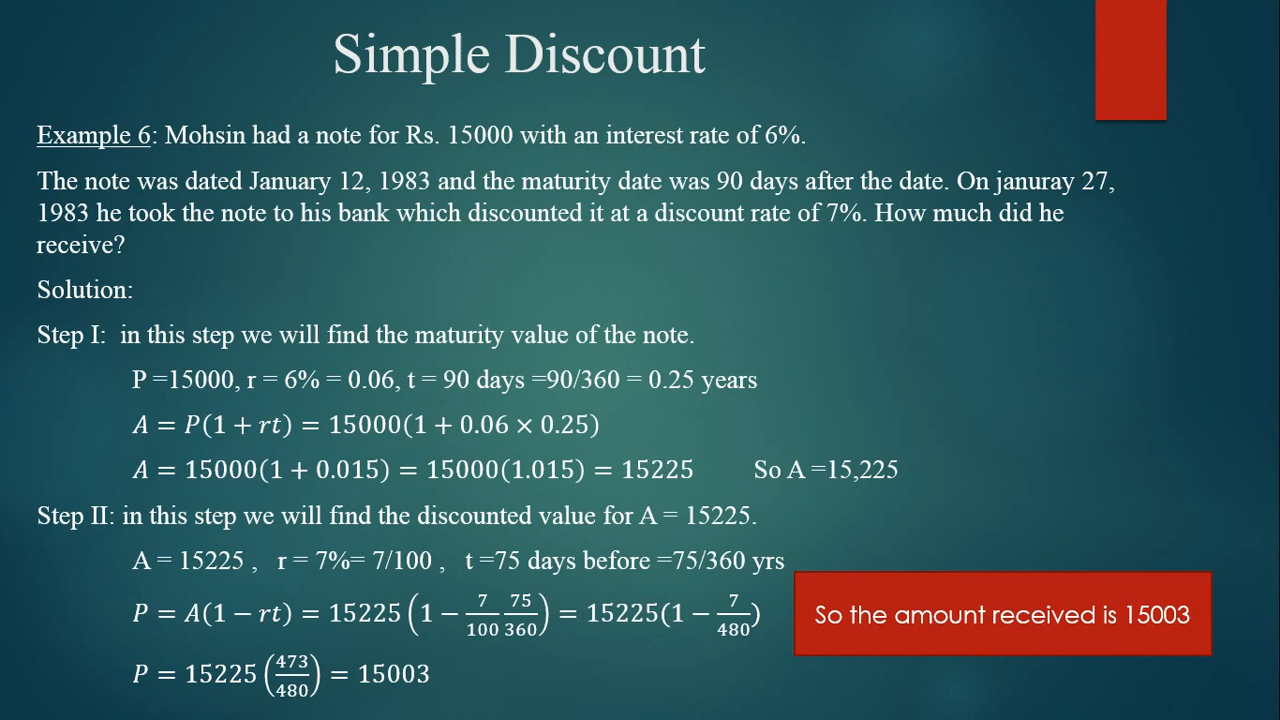 Simple Discount
Example 6: Mohsin had a note for Rs. 15000 with an interest rate of 6%.
The note was dated January 12, 1983 and the maturity date was 90 days after the date. On januray 27,
1983 he took the note to his bank which discounted it at a discount rate of 7%. How much did he
receive?
Solution:
Step I: in this step we will find the maturity value of the note.
P =15000, r = 6% = 0.06, t = 90 days =90/360 = 0.25 years
A = P(1 + rt) = 15000(1 + 0.06 × 0.25)
A = 15000(1 + 0.015) = 15000(1.015) = 15225 So A =15,225
Step II: in this step we will find the discounted value for A = 15225.
A = 15225 , r = 7%= 7/100 , t =75 days before =75/360 yrs
P = A(1 − rt) = 15225 (1 − 7/100 75/360) = 15225(1 − 7/480)
So the amount received is 15003
P = 15225 (473/480) = 15003